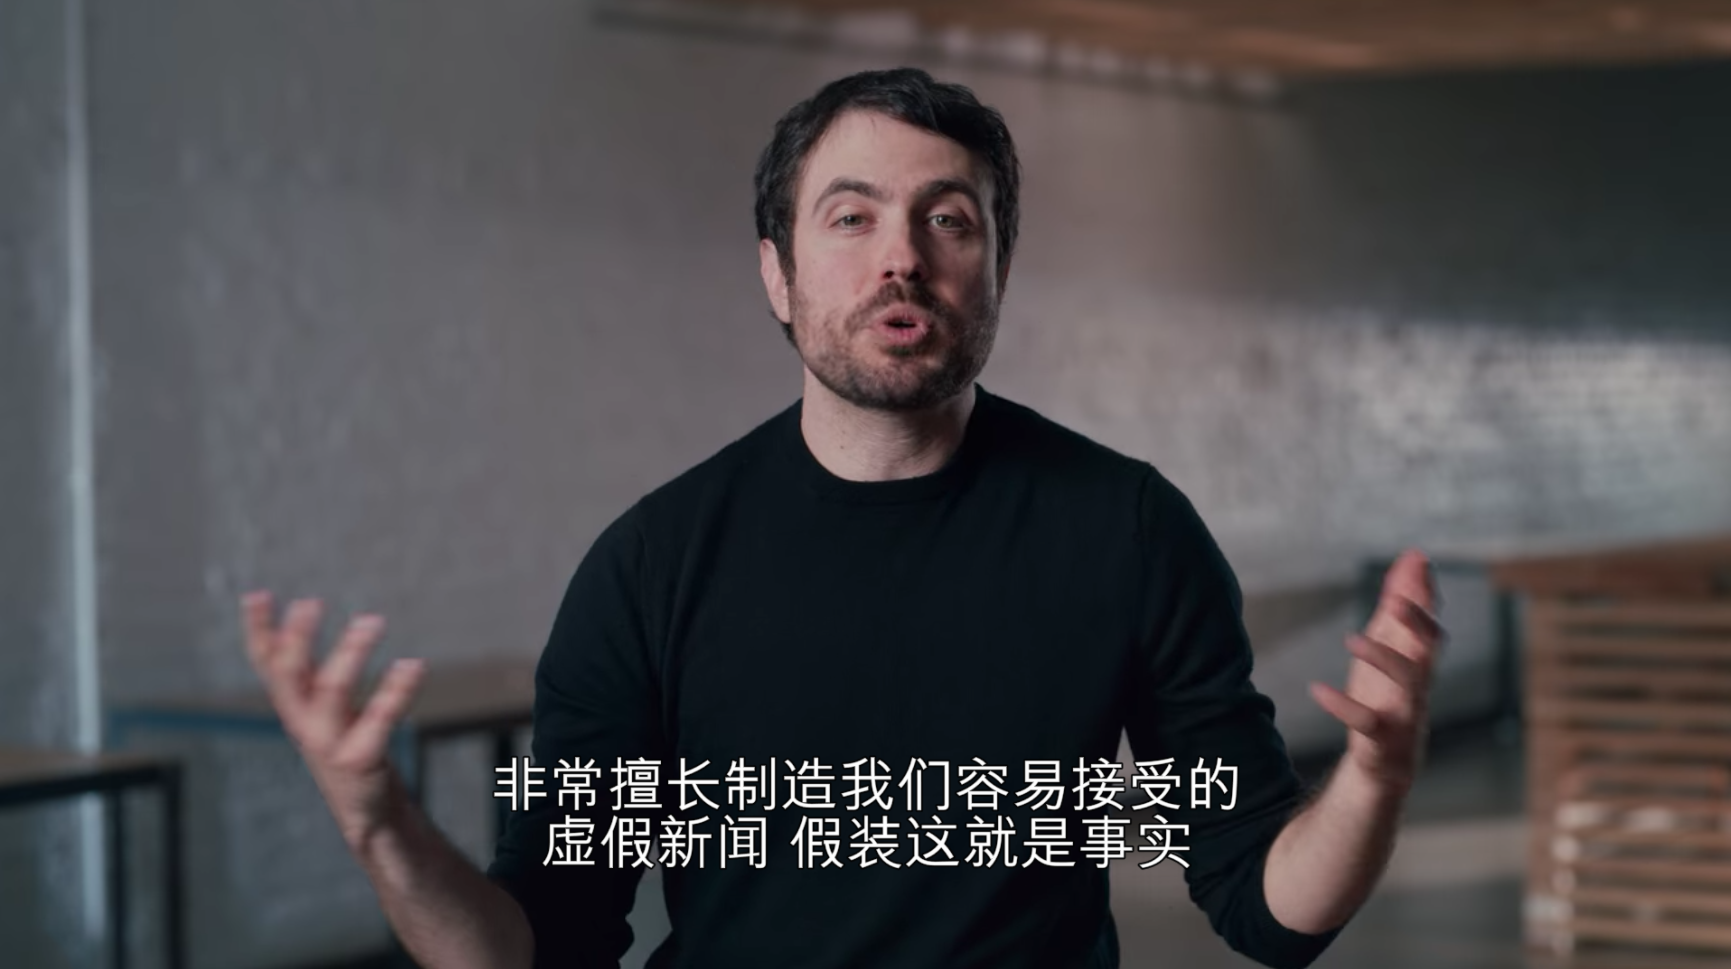 非常擅长制造我们容易接受的
虚假新闻 假装这就是事实